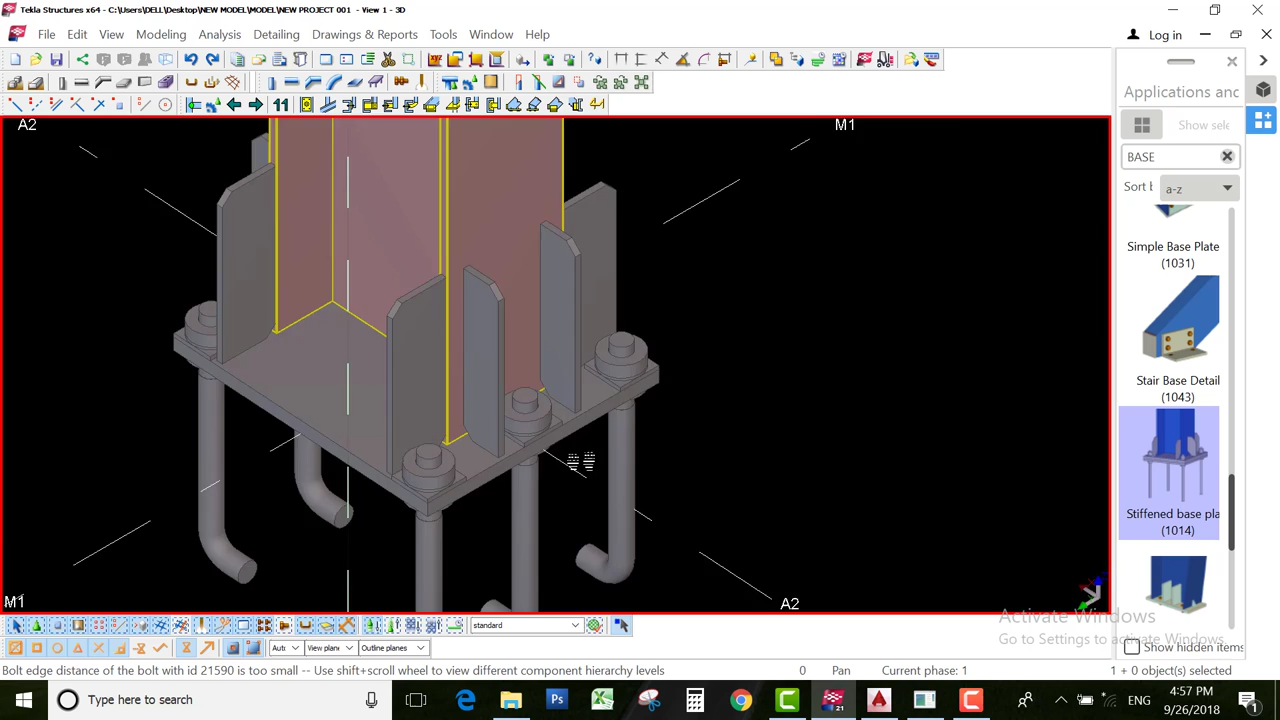 Tekla Structures x64 - C:\Users\DELL\Desktop\NEW MODEL\MODEL\NEW PROJECT 001 - View 1 - 3D
File Edit View Modeling Analysis Detailing Drawings & Reports Tools Window Help
Log in
A2
M1
Applications and
Show sele
BASE
Sort b
a-z
Simple Base Plate
(1031)
Stair Base Detail
(1043)
Stiffened base pla
(1014)
M1
A2
Activate Windows
Go to Settings to activate Windows.
standard
Show hidden items
Auto
View plane
Outline planes
Bolt edge distance of the bolt with id 21590 is too small -- Use shift+scroll wheel to view different component hierarchy levels
0
Pan
Current phase: 1
1 + 0 object(s) selected
Type here to search
Ps
21
ENG
4:57 PM
9/26/2018
1